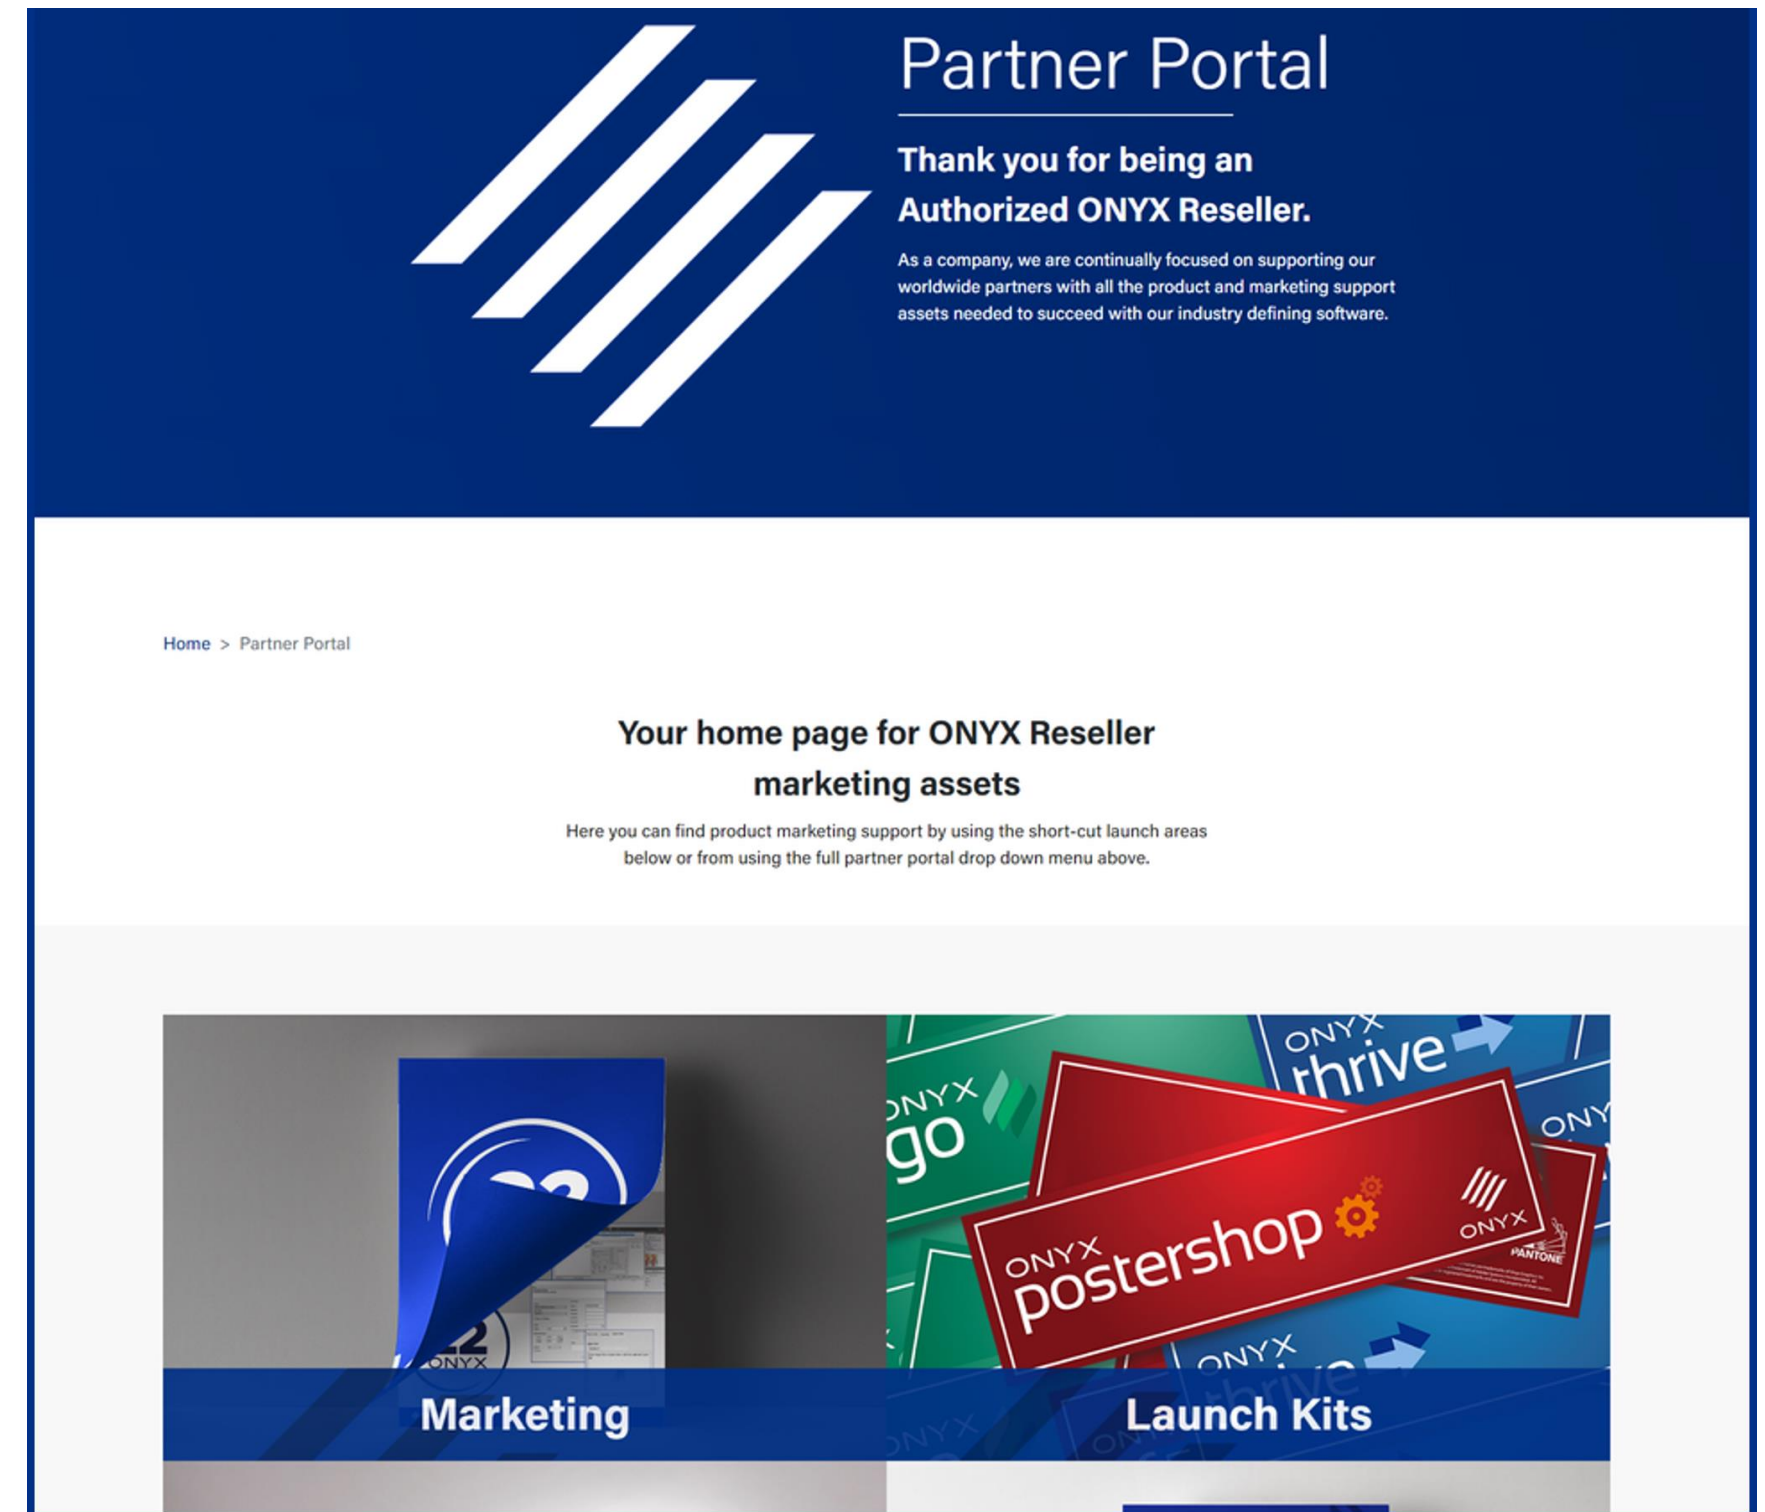 Partner Portal
Thank you for being an
Authorized ONYX Reseller.
As a company, we are continually focused on supporting our
worldwide partners with all the product and marketing support
assets needed to succeed with our industry defining software.
Home > Partner Portal
Your home page for ONYX Reseller
marketing assets
Here you can find product marketing support by using the short-cut launch areas
below or from using the full partner portal drop down menu above.
22
ONYX
ONYX
go
ONYX
thrive
ONYX
postershop
ONYX
PANTONE
ONYX
thrive
Marketing
Launch Kits